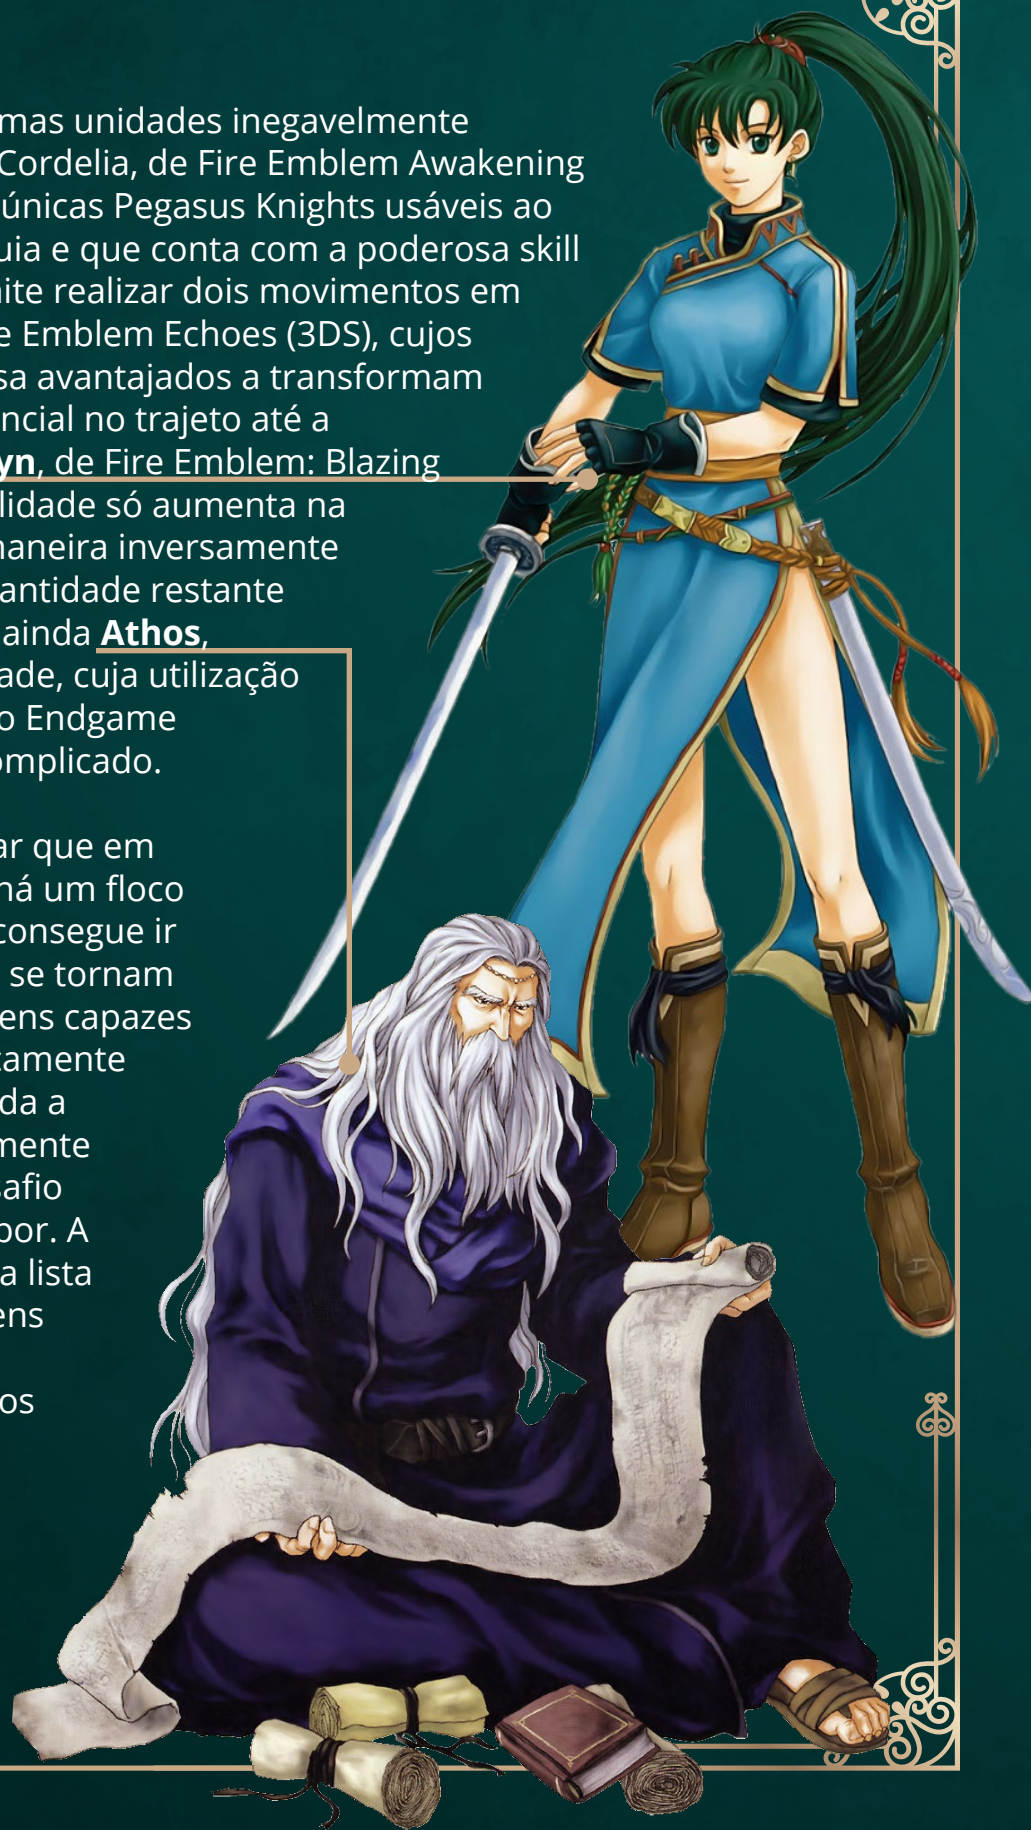 mas unidades inegavelmente
Cordelia, de Fire Emblem Awakening
únicas Pegasus Knights usáveis ao
uia e que conta com a poderosa skill
ite realizar dois movimentos em
e Emblem Echoes (3DS), cujos
sa avantajados a transformam
ncial no trajeto até a
yn, de Fire Emblem: Blazing
lidade só aumenta na
naneira inversamente
antidade restante
ainda Athos,
ade, cuja utilização
o Endgame
omplicado.
ar que em
há um floco
consegue ir
se tornam
ens capazes
camente
da a
mente
safio
por. A
a lista
ens
os